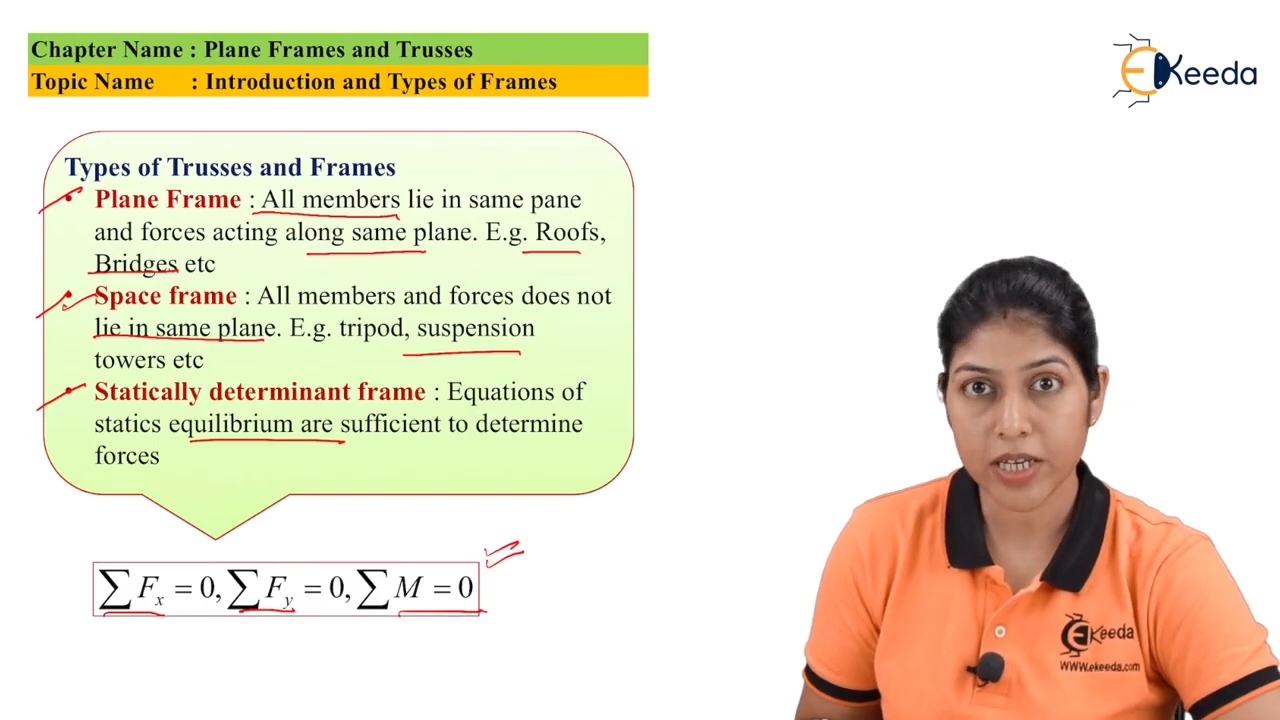 Chapter Name : Plane Frames and Trusses
Topic Name : Introduction and Types of Frames
EKeeda
Types of Trusses and Frames
• Plane Frame : All members lie in same pane
and forces acting along same plane. E.g. Roofs,
Bridges etc
• Space frame : All members and forces does not
lie in same plane. E.g. tripod, suspension
towers etc
• Statically determinant frame : Equations of
statics equilibrium are sufficient to determine
forces
∑ Fx = 0, ∑ Fy = 0, ∑ M = 0
EKeeda
WWW.ekeeda.com